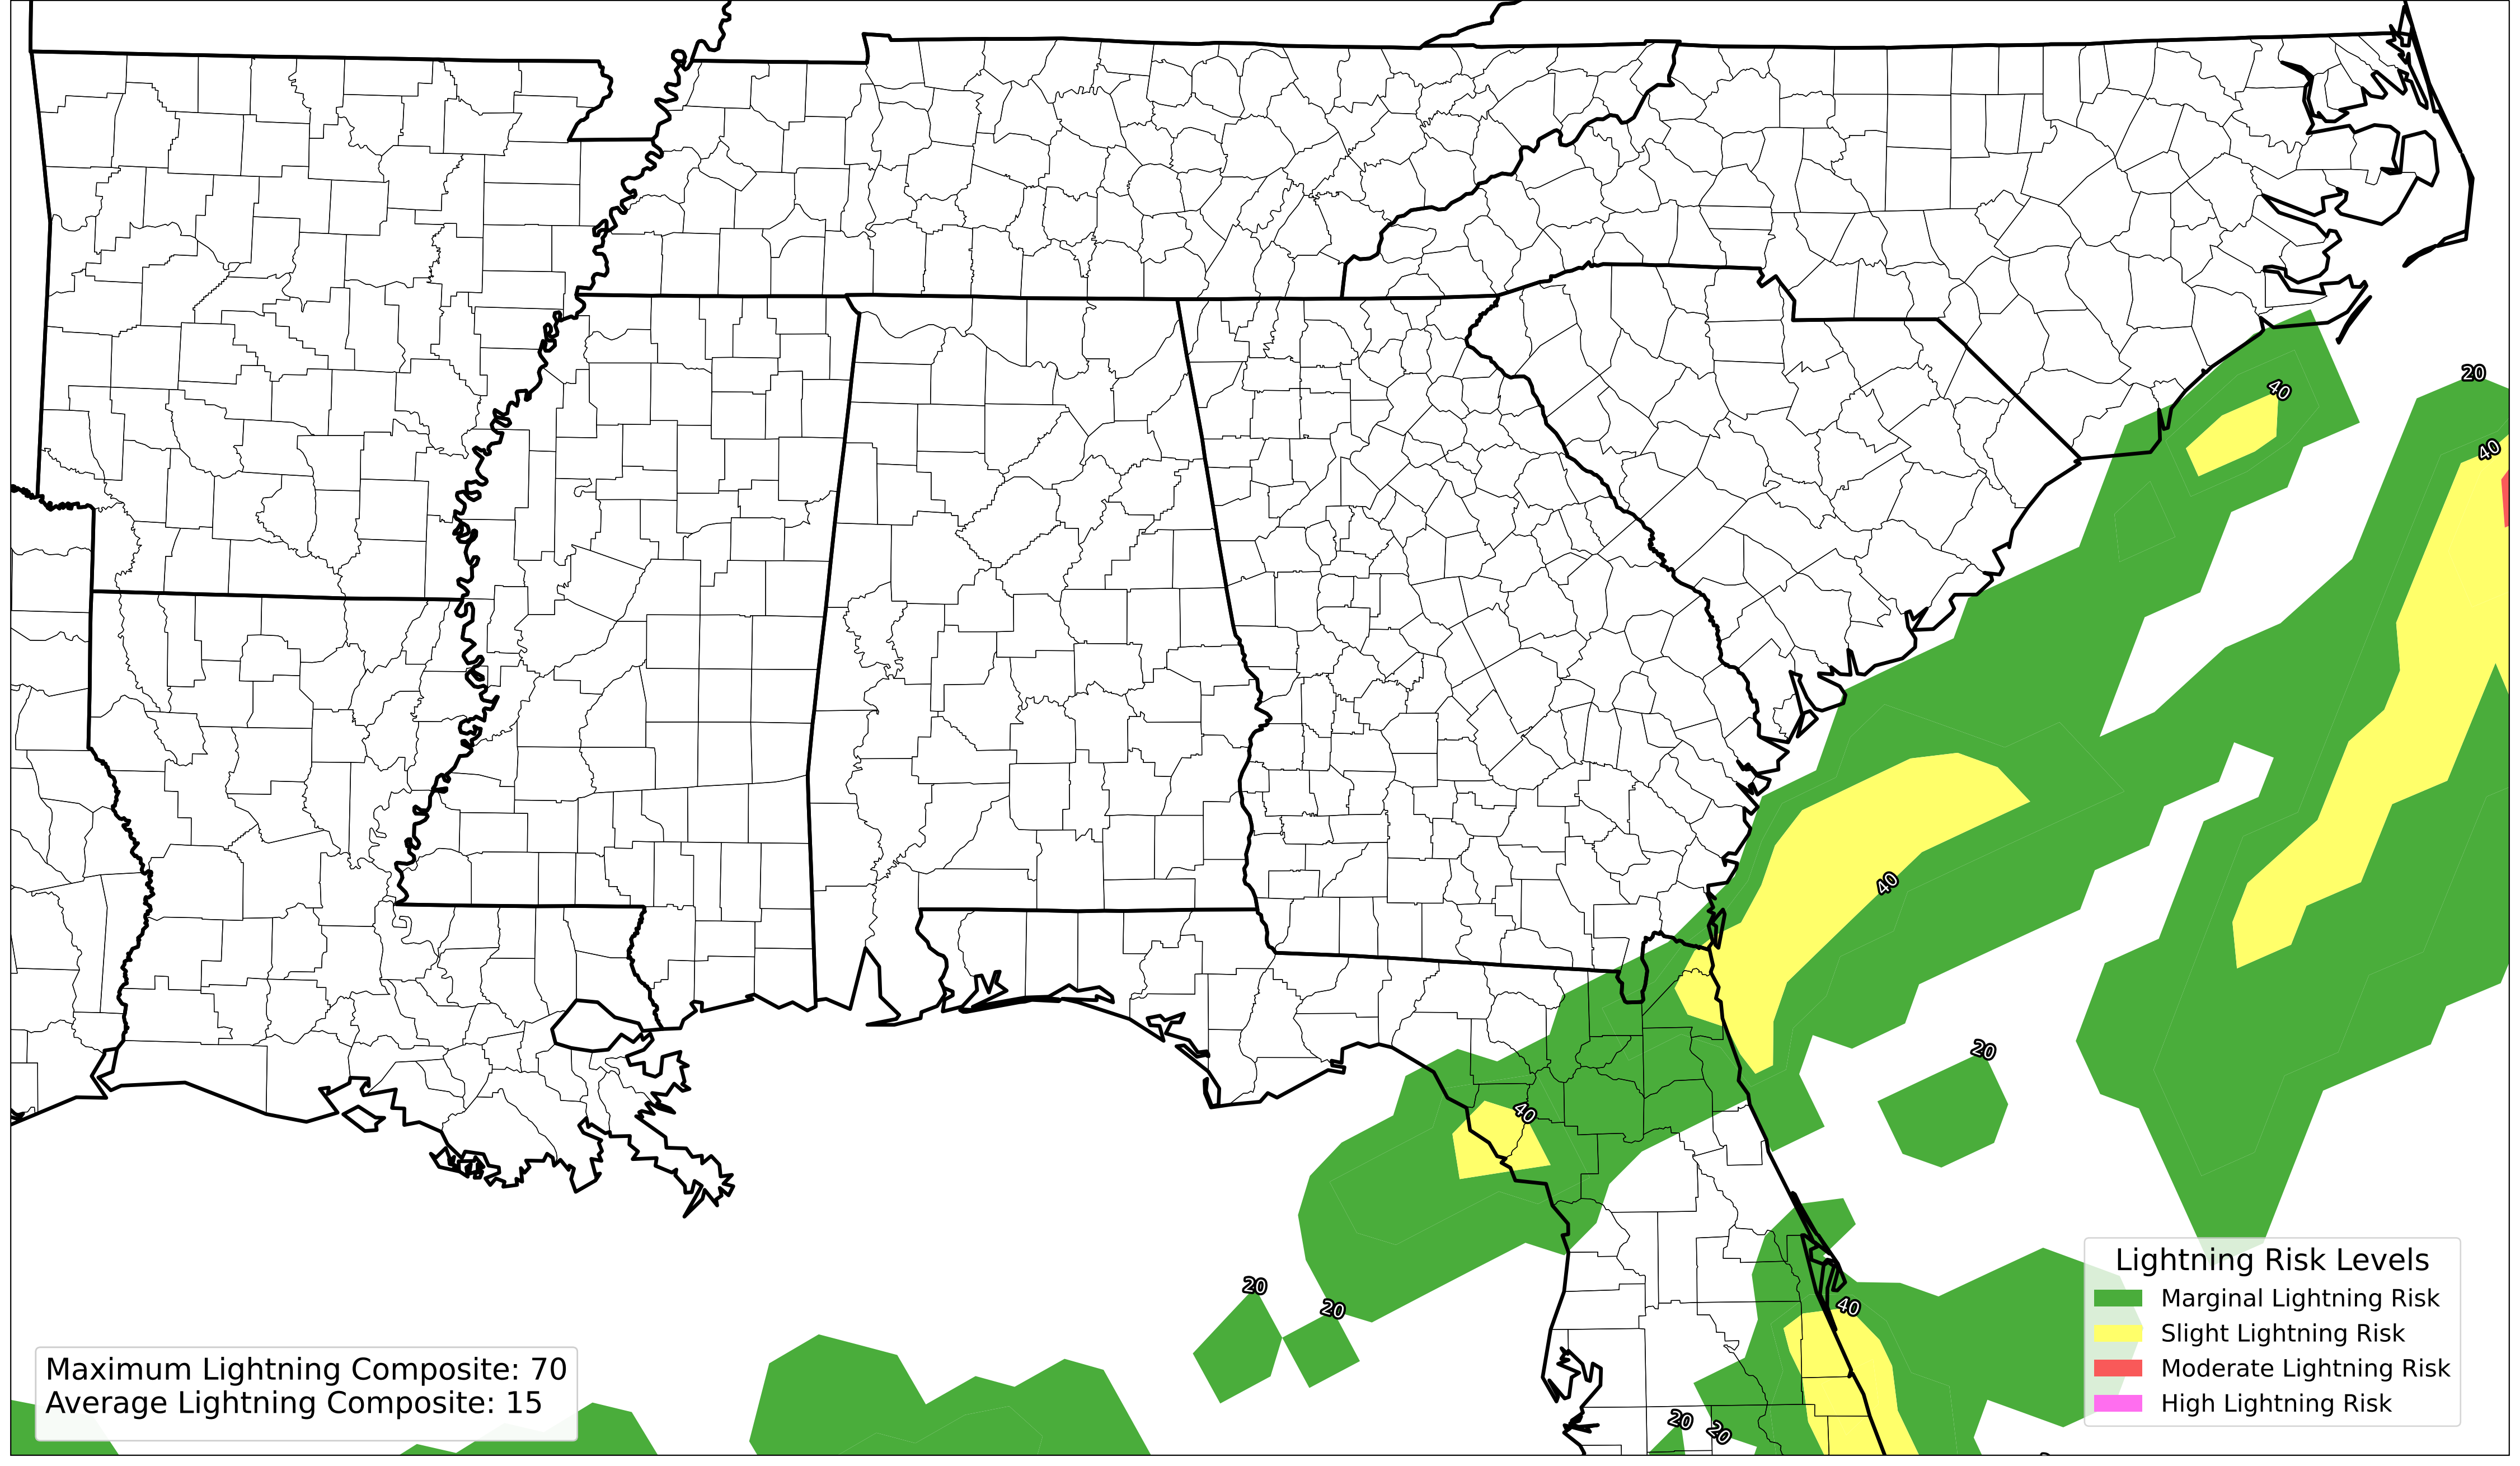 40
20
40
40
20
40
20
20
40
20
20
Lightning Risk Levels
Marginal Lightning Risk
Slight Lightning Risk
Moderate Lightning Risk
High Lightning Risk
Maximum Lightning Composite: 70
Average Lightning Composite: 15